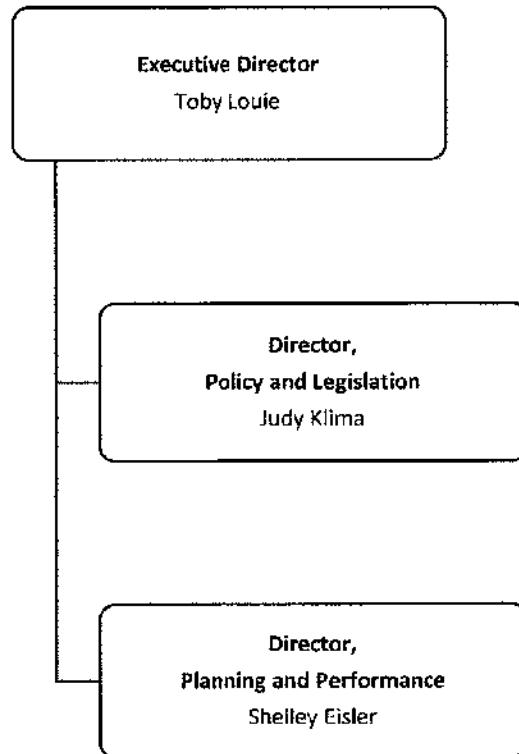 Executive Director
Toby Louie
Director,
Policy and Legislation
Judy Klima
Director,
Planning and Performance
Shelley Eisler